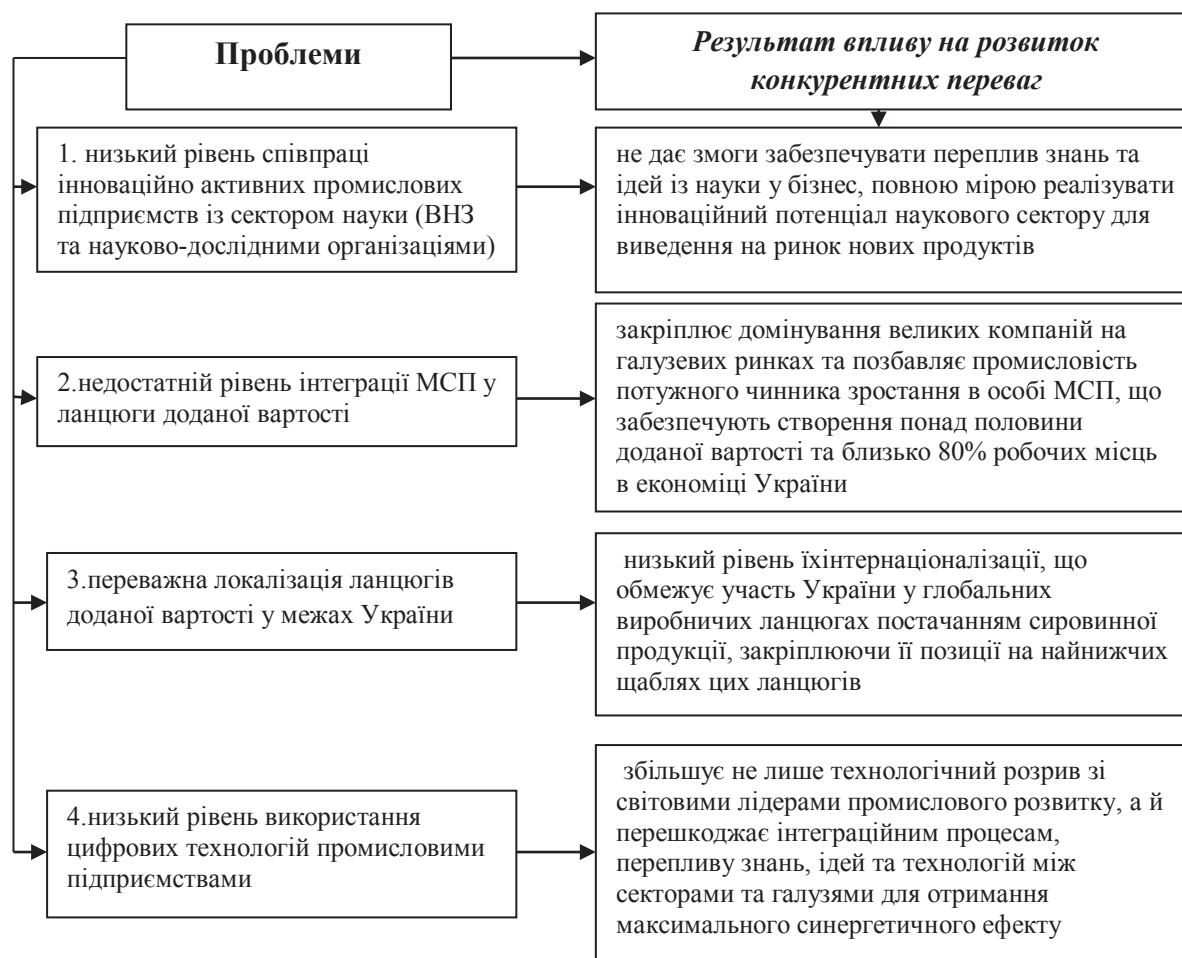 Проблеми
Результат впливу на розвиток
конкурентних переваг
1. низький рівень співпраці
інноваційно активних промислових
підприємств із сектором науки (ВНЗ
та науково-дослідними організаціями)
не дає змоги забезпечувати переплив знань та
ідей із науки у бізнес, повною мірою реалізувати
інноваційний потенціал наукового сектору для
виведення на ринок нових продуктів
2.недостатній рівень інтеграції МСП у
ланцюги доданої вартості
закріплює домінування великих компаній на
галузевих ринках та позбавляє промисловість
потужного чинника зростання в особі МСП, що
забезпечують створення понад половини
доданої вартості та близько 80% робочих місць
в економіці України
3.переважна локалізація ланцюгів
доданої вартості у межах України
низький рівень їхінтернаціоналізації, що
обмежує участь України у глобальних
виробничих ланцюгах постачанням сировинної
продукції, закріплюючи її позиції на найнижчих
щаблях цих ланцюгів
4.низький рівень використання
цифрових технологій промисловими
підприємствами
збільшує не лише технологічний розрив зі
світовими лідерами промислового розвитку, а й
перешкоджає інтеграційним процесам,
перепливу знань, ідей та технологій між
секторами та галузями для отримання
максимального синергетичного ефекту